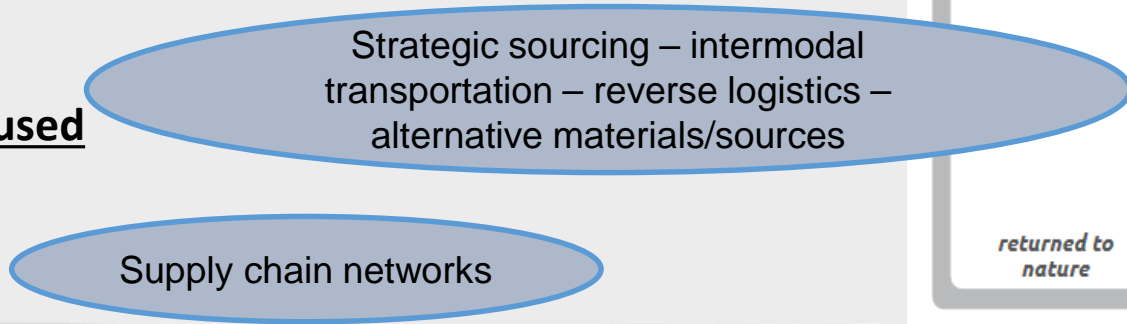 Strategic sourcing – intermodal
transportation – reverse logistics –
alternative materials/sources
used
Supply chain networks
returned to
nature